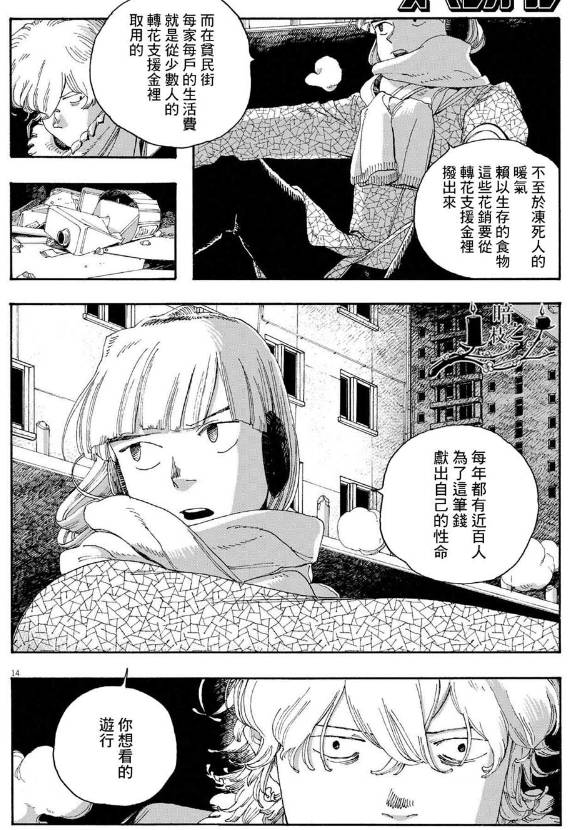 不至於凍死人的
暖氣
賴以生存的食物
這些花銷要從
轉花支援金裡
撥出來
而在貧民街
每家每戶的生活費
就是從少數人的
轉花支援金裡
取用的
暗之歿
每年都有近百人
為了這筆錢
獻出自己的性命
14
你想看的
遊行